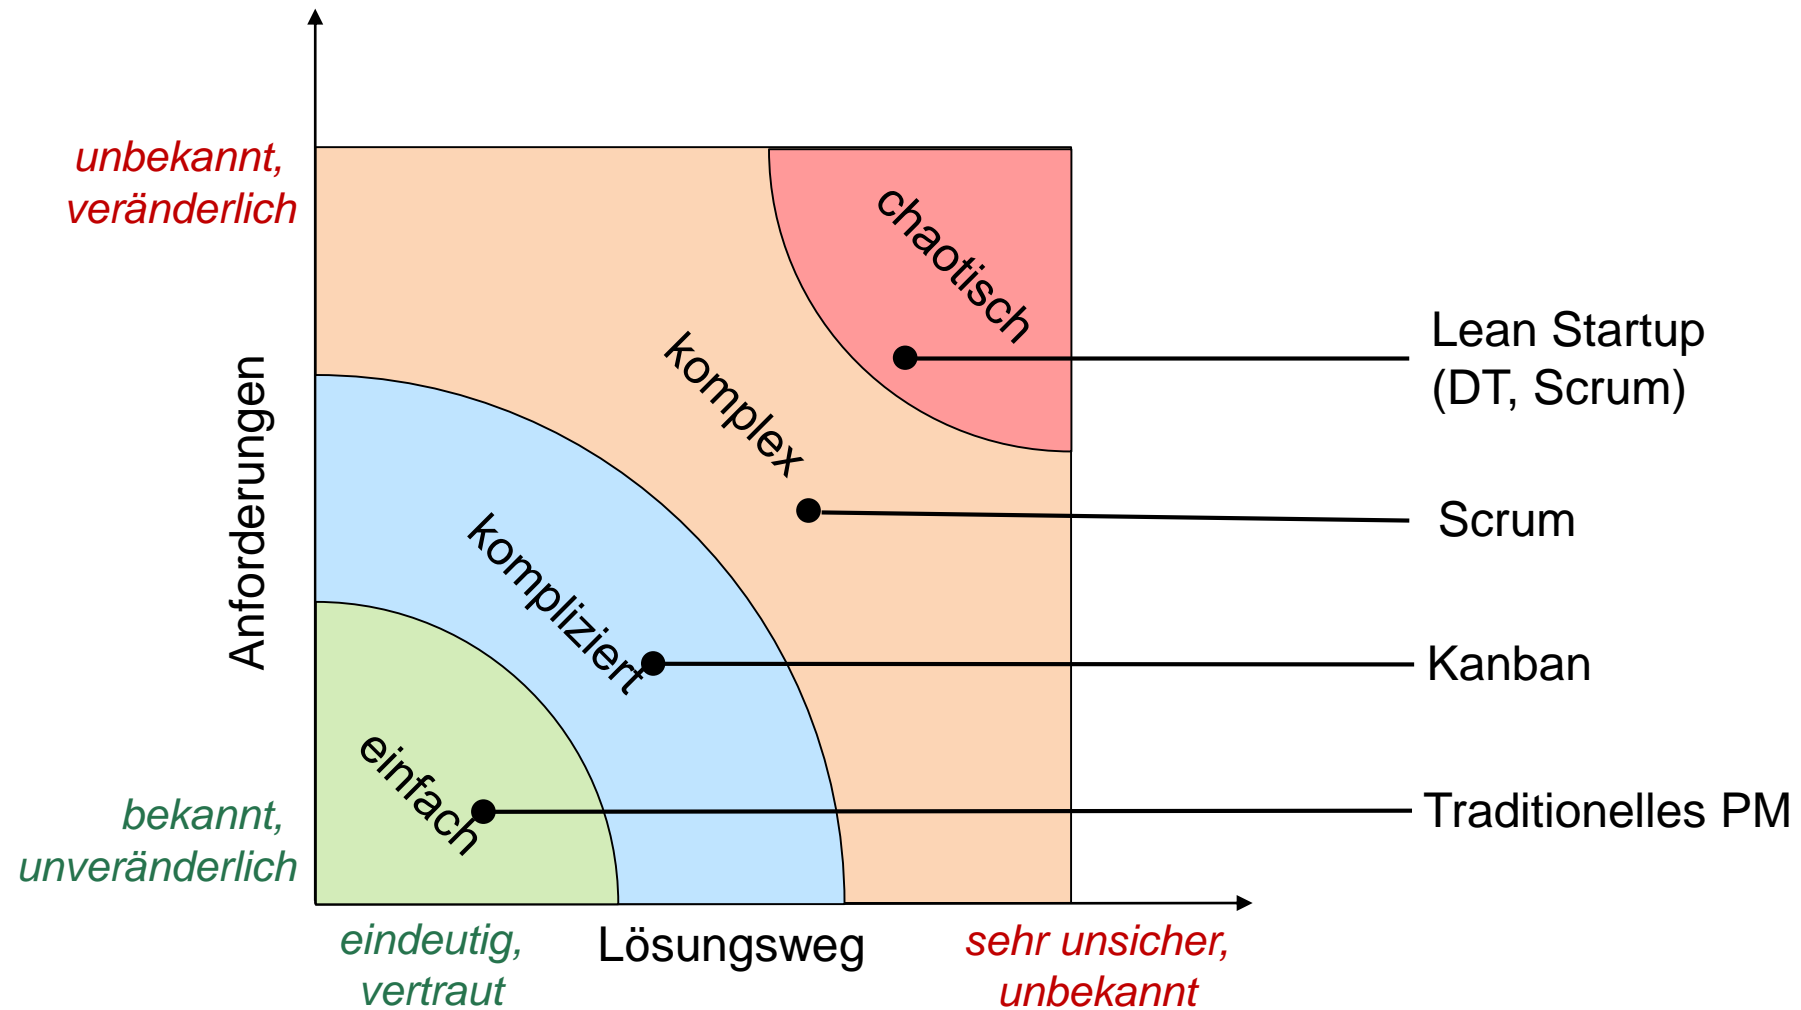 unbekannt,
veränderlich
Anforderungen
bekannt,
unveränderlich
chaotisch
komplex
kompliziert
einfach
Lean Startup
(DT, Scrum)
Scrum
Kanban
Traditionelles PM
eindeutig,
vertraut
Lösungsweg
sehr unsicher,
unbekannt